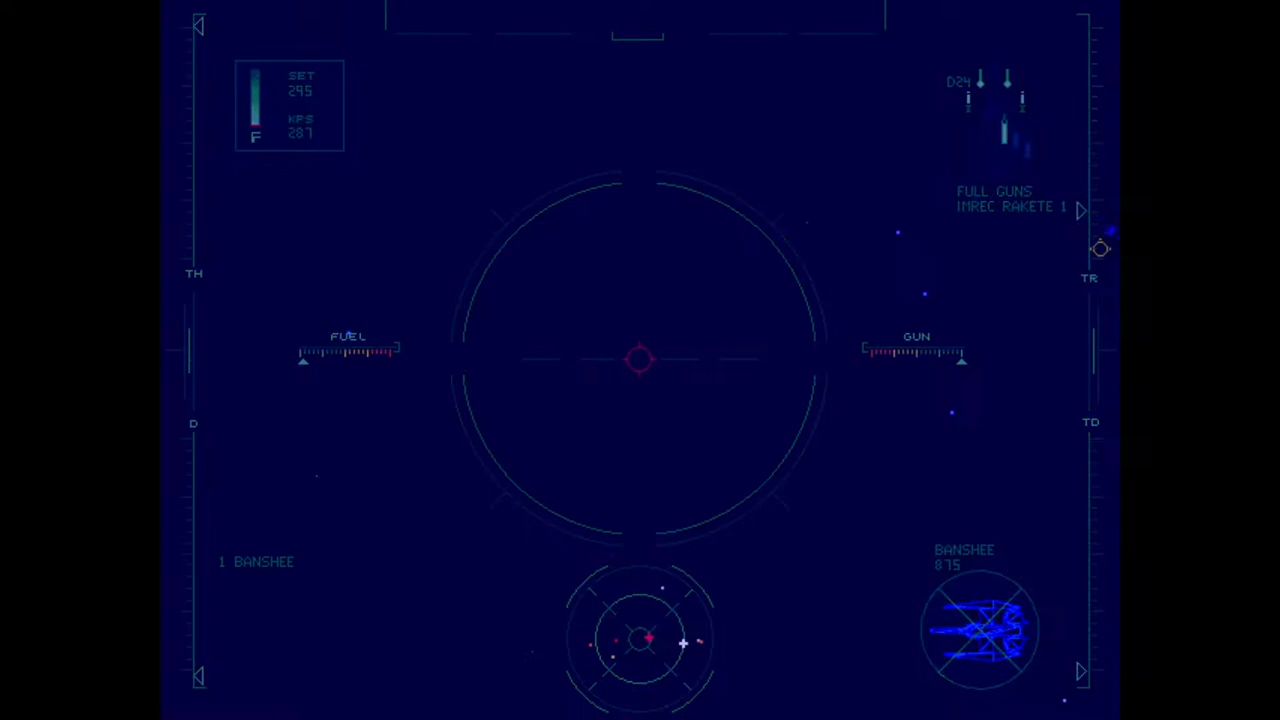 SET
295
KPS
287
F
D24
FULL GUNS
IMREC RAKETE 1
TH
TR
FUEL
GUN
D
TD
1 BANSHEE
BANSHEE
875